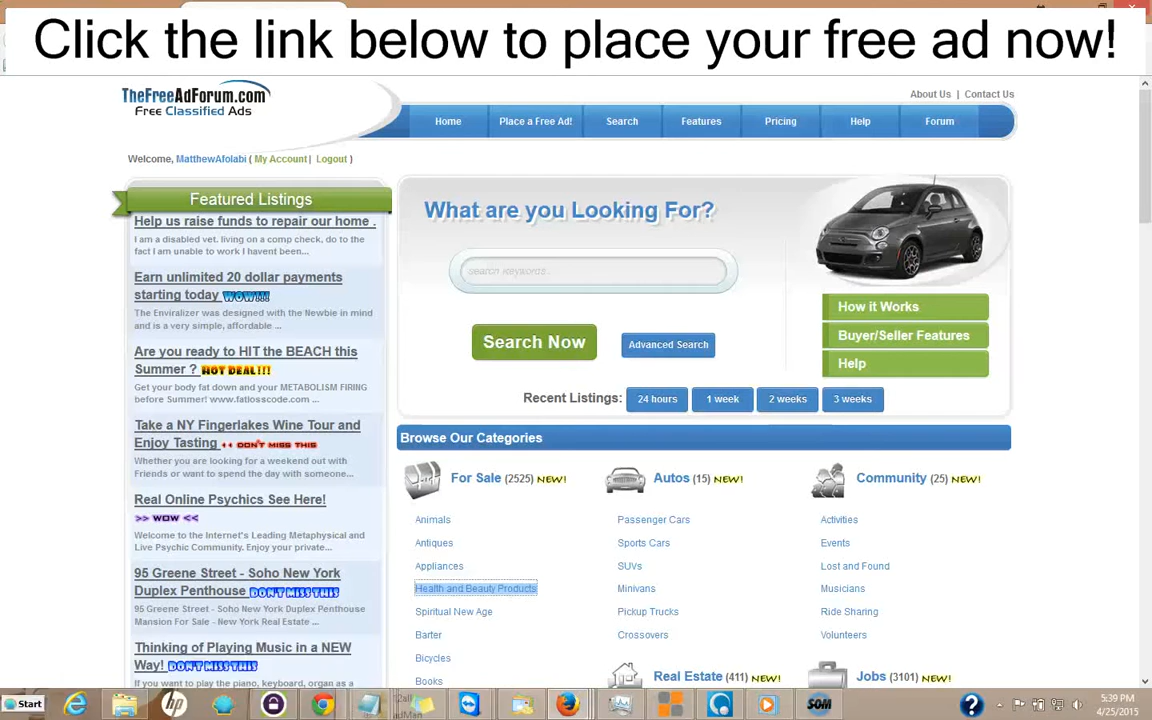 Click the link below to place your free ad now!
TheFreeAdForum.com
Free Classified Ads
About Us | Contact Us
Home
Place a Free Ad!
Search
Features
Pricing
Help
Forum
Welcome, MatthewAfolabi ( My Account | Logout )
Featured Listings
Help us raise funds to repair our home .
I am a disabled vet. living on a comp check, do to the
fact I am unable to work I havent been...
Earn unlimited 20 dollar payments
starting today WOW!!!
The Enviralizer was designed with the Newbie in mind
and is a very simple, affordable ...
Are you ready to HIT the BEACH this
Summer ? HOT DEAL!!!
Get your body fat down and your METABOLISM FIRING
before Summer! www.fatlosscode.com ...
Take a NY Fingerlakes Wine Tour and
Enjoy Tasting DON'T MISS THIS
Whether you are looking for a weekend out with
Friends or want to spend the day with someone...
Real Online Psychics See Here!
>> WOW <<
Welcome to the Internet's Leading Metaphysical and
Live Psychic Community. Enjoy your private...
95 Greene Street - Soho New York
Duplex Penthouse DON'T MISS THIS
95 Greene Street - Soho New York Duplex Penthouse
Mansion For Sale - New York Real Estate ...
Thinking of Playing Music in a NEW
Way! DON'T MISS THIS
If you want to play the piano, keyboard, organ as a
What are you Looking For?
search keywords..
Search Now
Advanced Search
How it Works
Buyer/Seller Features
Help
Recent Listings:
24 hours
1 week
2 weeks
3 weeks
Browse Our Categories
For Sale (2525) NEW!
Animals
Antiques
Appliances
Health and Beauty Products
Spiritual New Age
Barter
Bicycles
Books
Autos (15) NEW!
Passenger Cars
Sports Cars
SUVs
Minivans
Pickup Trucks
Crossovers
Real Estate (411) NEW!
Community (25) NEW!
Activities
Events
Lost and Found
Musicians
Ride Sharing
Volunteers
Jobs (3101) NEW!
Start
hp
SOM
5:39 PM
4/25/2015